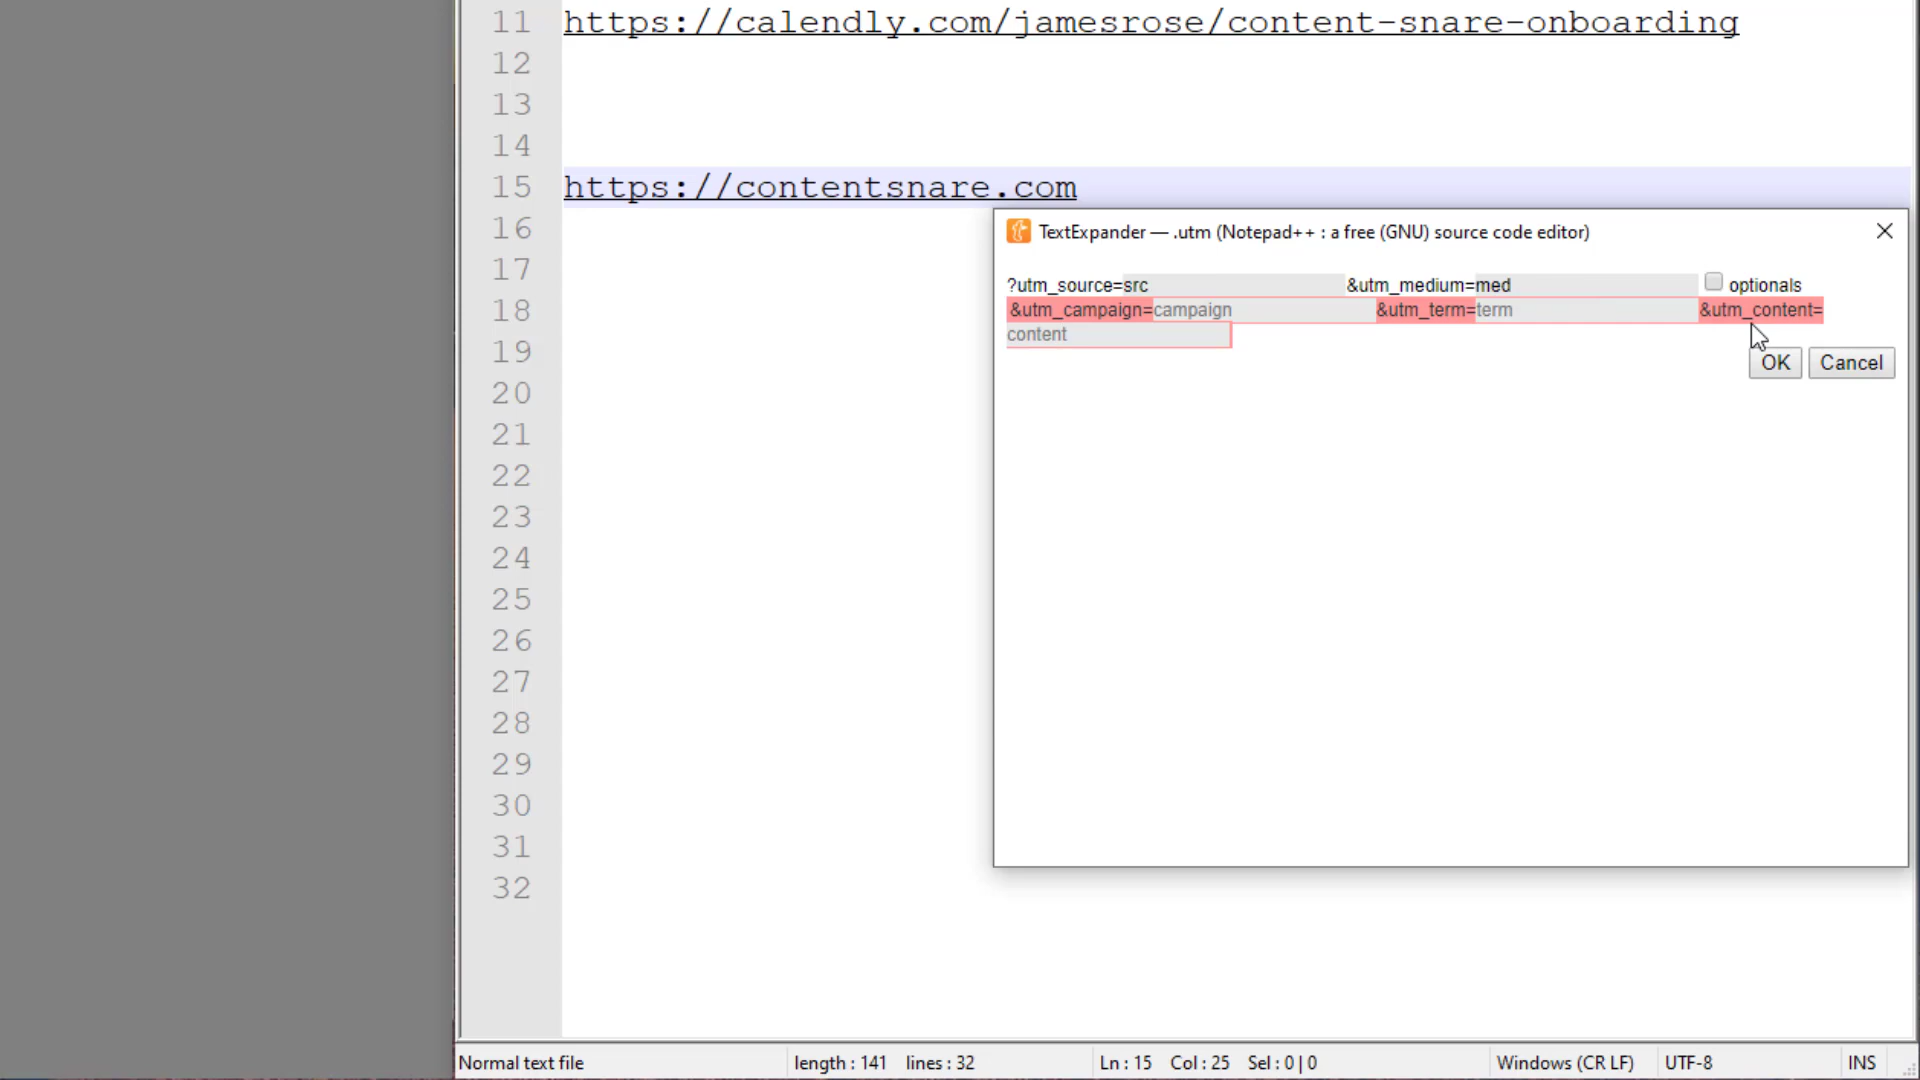 11 https://calendly.com/jamesrose/content-snare-onboarding
12
13
14
15 https://contentsnare.com
16
TextExpander — .utm (Notepad++ : a free (GNU) source code editor)
17
?utm_source=src &utm_medium=med optionals
18
&utm_campaign=campaign &utm_term=term &utm_content=
content
19
OK Cancel
20
21
22
23
24
25
26
27
28
29
30
31
32
Normal text file length : 141 lines : 32 Ln : 15 Col : 25 Sel : 0 | 0 Windows (CR LF) UTF-8 INS